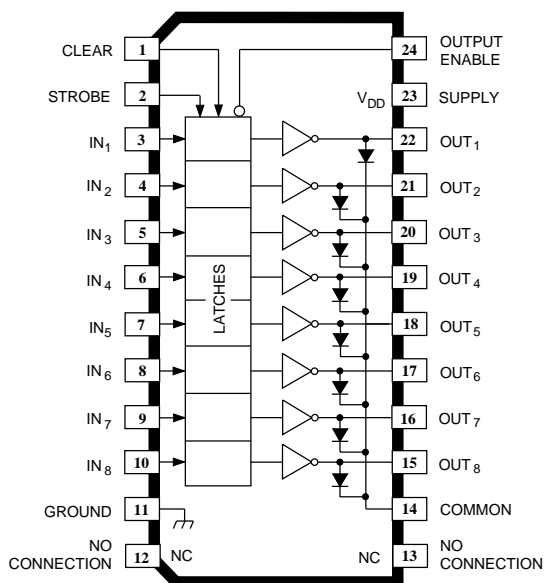 CLEAR 1 24 OUTPUT ENABLE
STROBE 2 V_DD 23 SUPPLY
IN₁ 3 22 OUT₁
IN₂ 4 21 OUT₂
IN₃ 5 20 OUT₃
IN₄ 6 19 OUT₄
LATCHES
IN₅ 7 18 OUT₅
IN₆ 8 17 OUT₆
IN₇ 9 16 OUT₇
IN₈ 10 15 OUT₈
GROUND 11 14 COMMON
NO CONNECTION 12 NC NC 13 NO CONNECTION